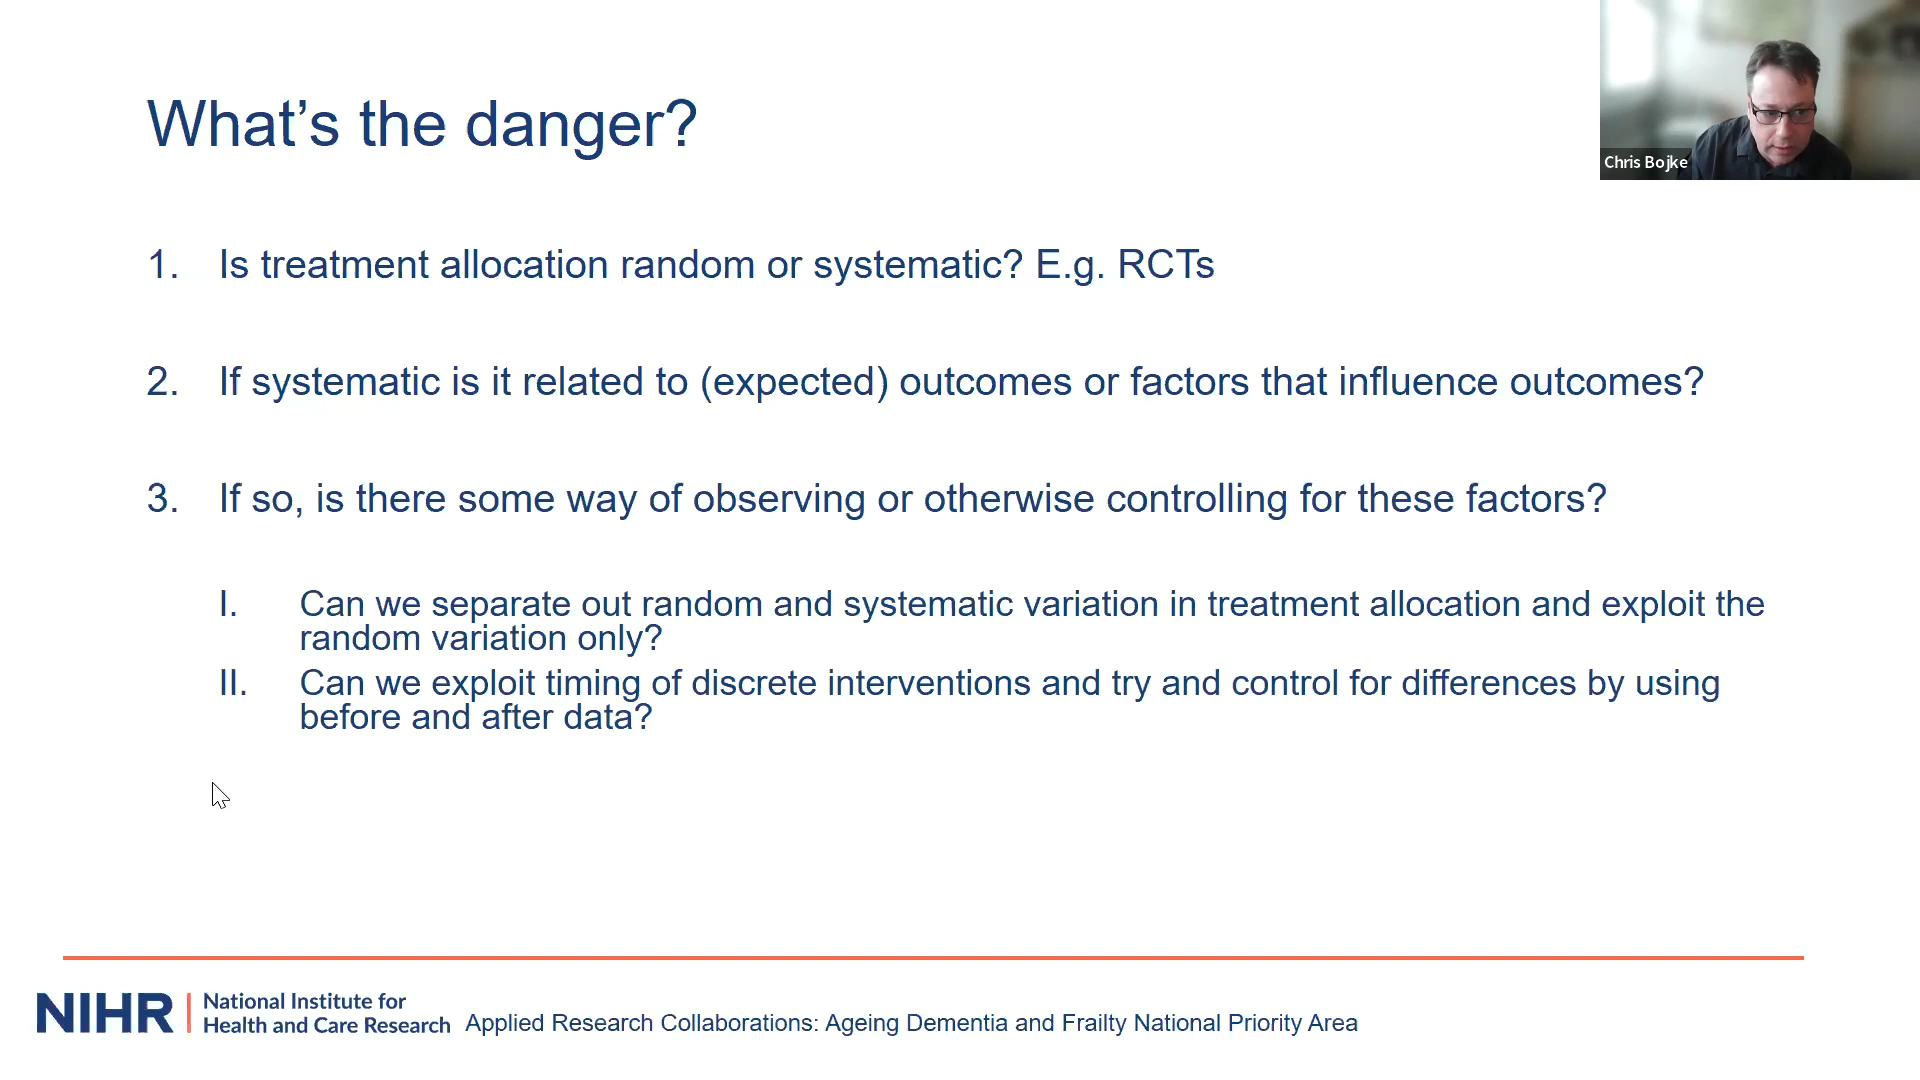 What’s the danger?
Chris Bojke
1. Is treatment allocation random or systematic? E.g. RCTs
2. If systematic is it related to (expected) outcomes or factors that influence outcomes?
3. If so, is there some way of observing or otherwise controlling for these factors?
I. Can we separate out random and systematic variation in treatment allocation and exploit the
random variation only?
II. Can we exploit timing of discrete interventions and try and control for differences by using
before and after data?
NIHR | National Institute for
Health and Care Research
Applied Research Collaborations: Ageing Dementia and Frailty National Priority Area